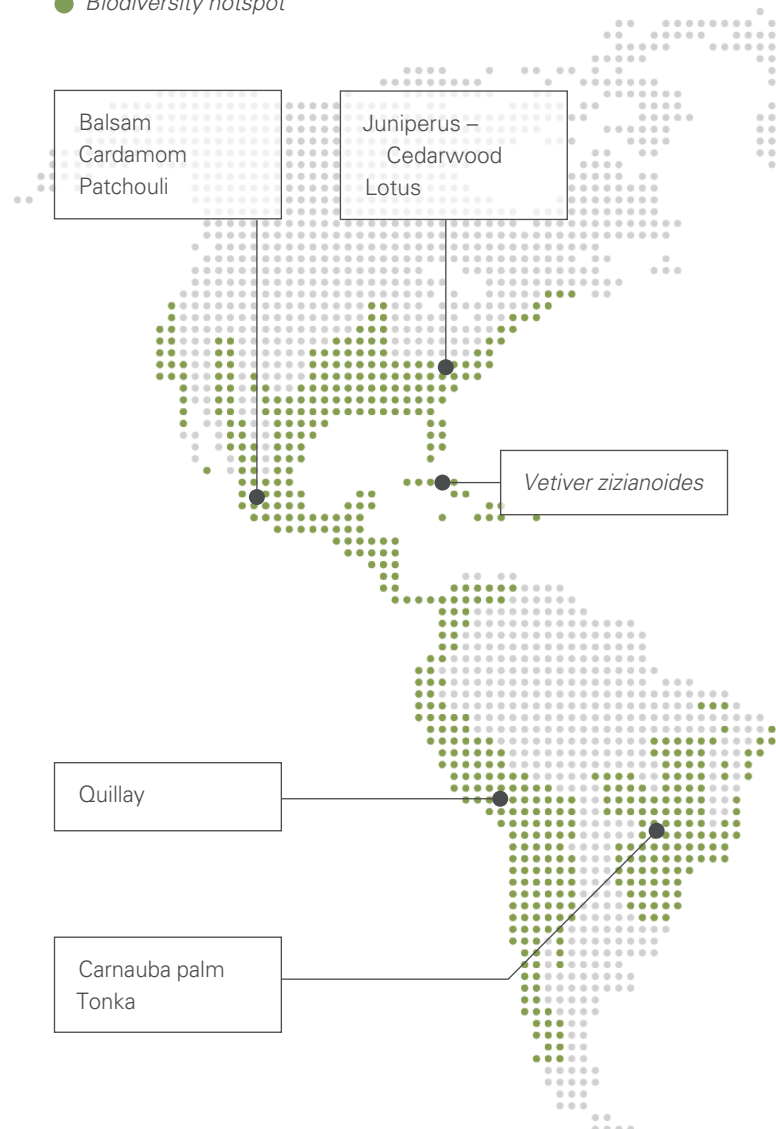 Biodiversity hotspot
Balsam
Cardamom
Patchouli
Juniperus –
Cedarwood
Lotus
Vetiver zizianoides
Quillay
Carnauba palm
Tonka